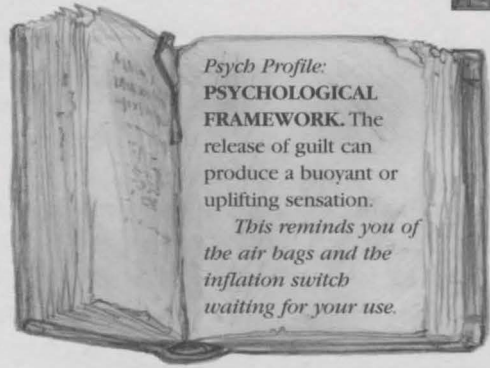 Psych Profile:
PSYCHOLOGICAL
FRAMEWORK. The
release of guilt can
produce a buoyant or
uplifting sensation.
This reminds you of
the air bags and the
inflation switch
waiting for your use.